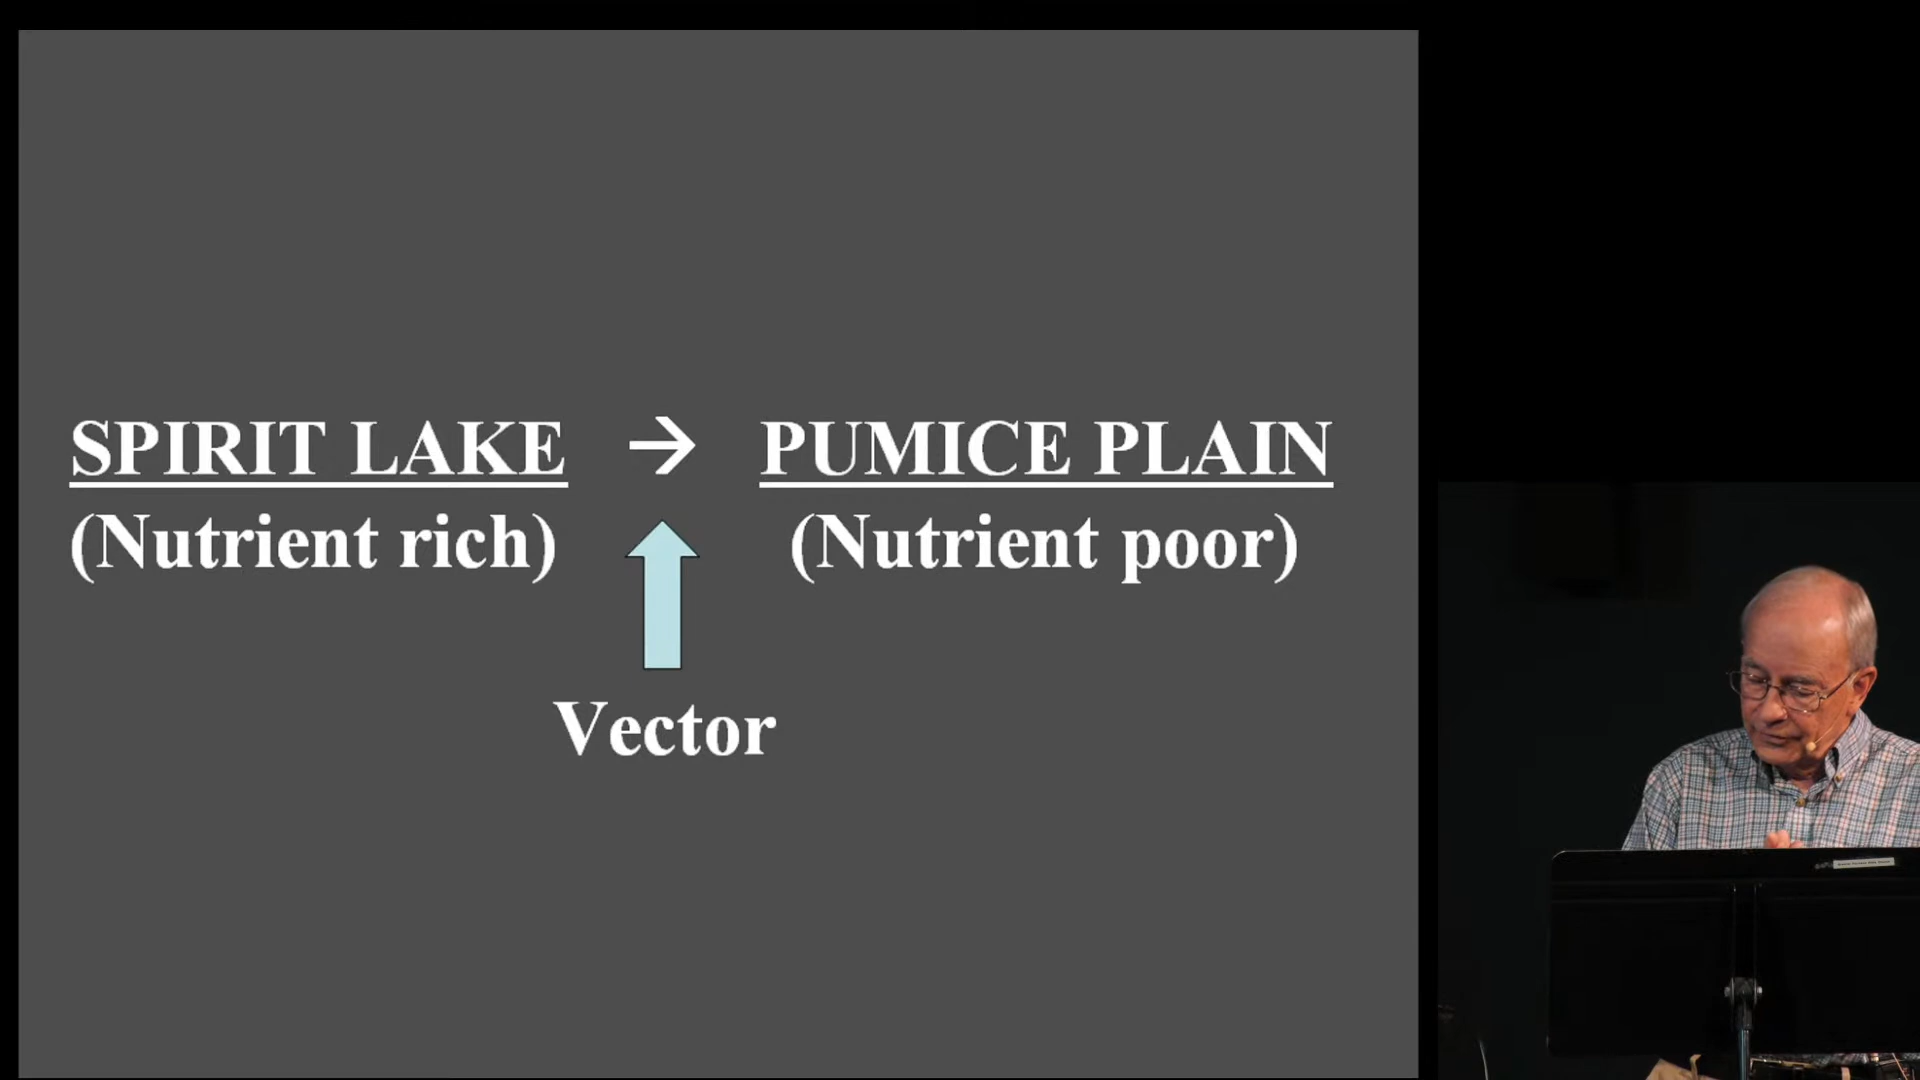 SPIRIT LAKE → PUMICE PLAIN
(Nutrient rich) (Nutrient poor)
Vector